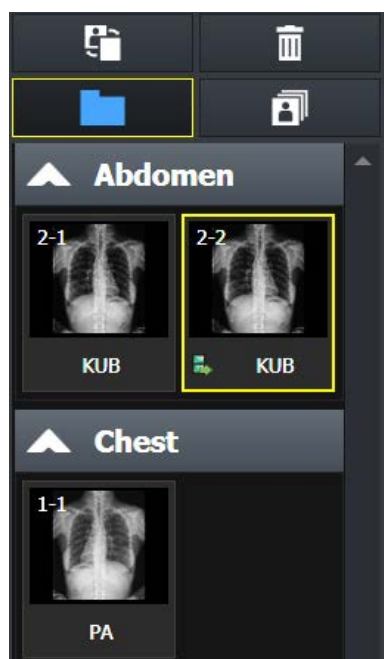 Abdomen
2-1
2-2
KUB
KUB
Chest
1-1
PA